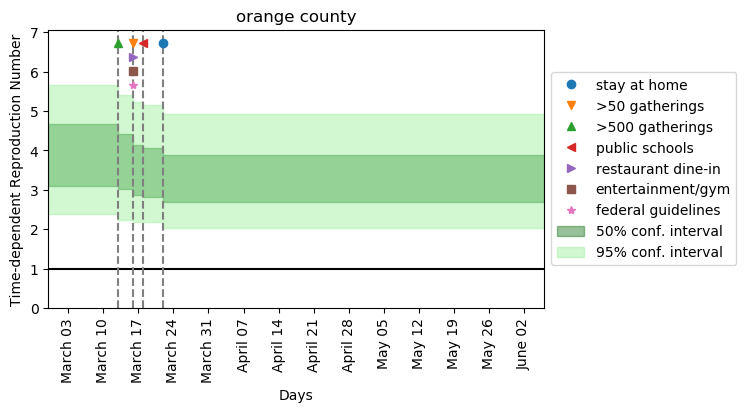 orange county
Time-dependent Reproduction Number
7
6
5
4
3
2
1
0
March 03
March 10
March 17
March 24
March 31
April 07
April 14
April 21
April 28
May 05
May 12
May 19
May 26
June 02
Days
stay at home
>50 gatherings
>500 gatherings
public schools
restaurant dine-in
entertainment/gym
federal guidelines
50% conf. interval
95% conf. interval